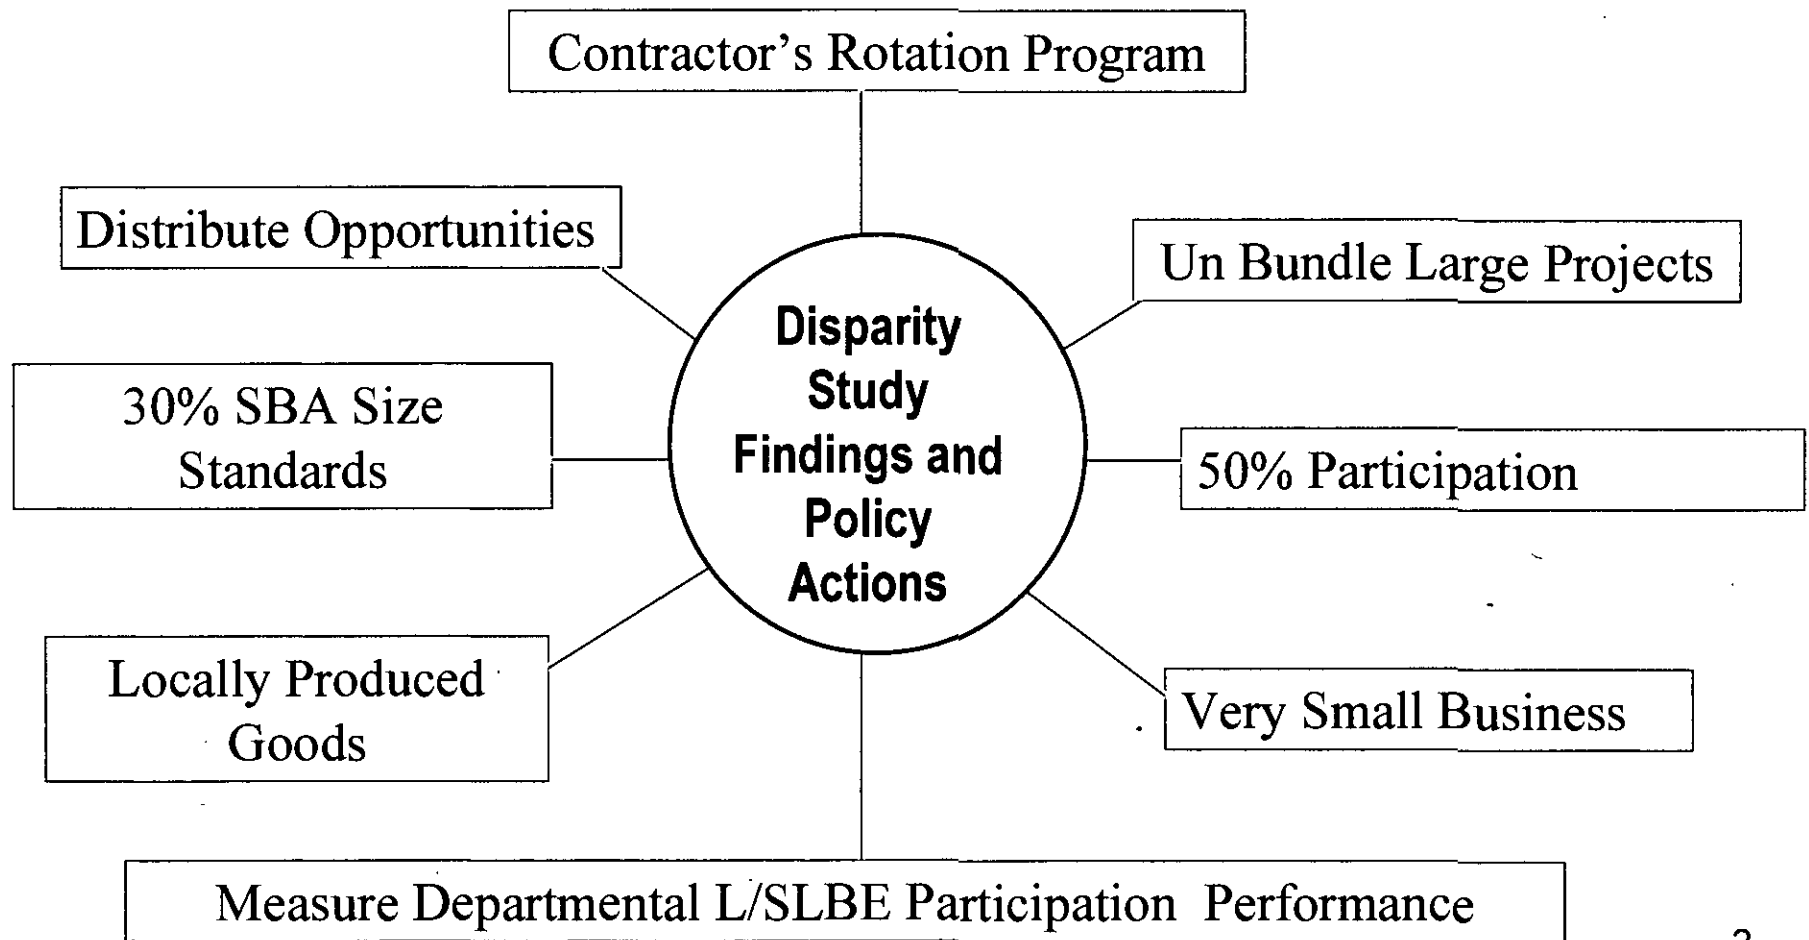 Contractor's Rotation Program
Distribute Opportunities
Un Bundle Large Projects
Disparity
Study
Findings and
Policy
Actions
30% SBA Size
Standards
50% Participation
Locally Produced
Goods
Very Small Business
Measure Departmental L/SLBE Participation Performance